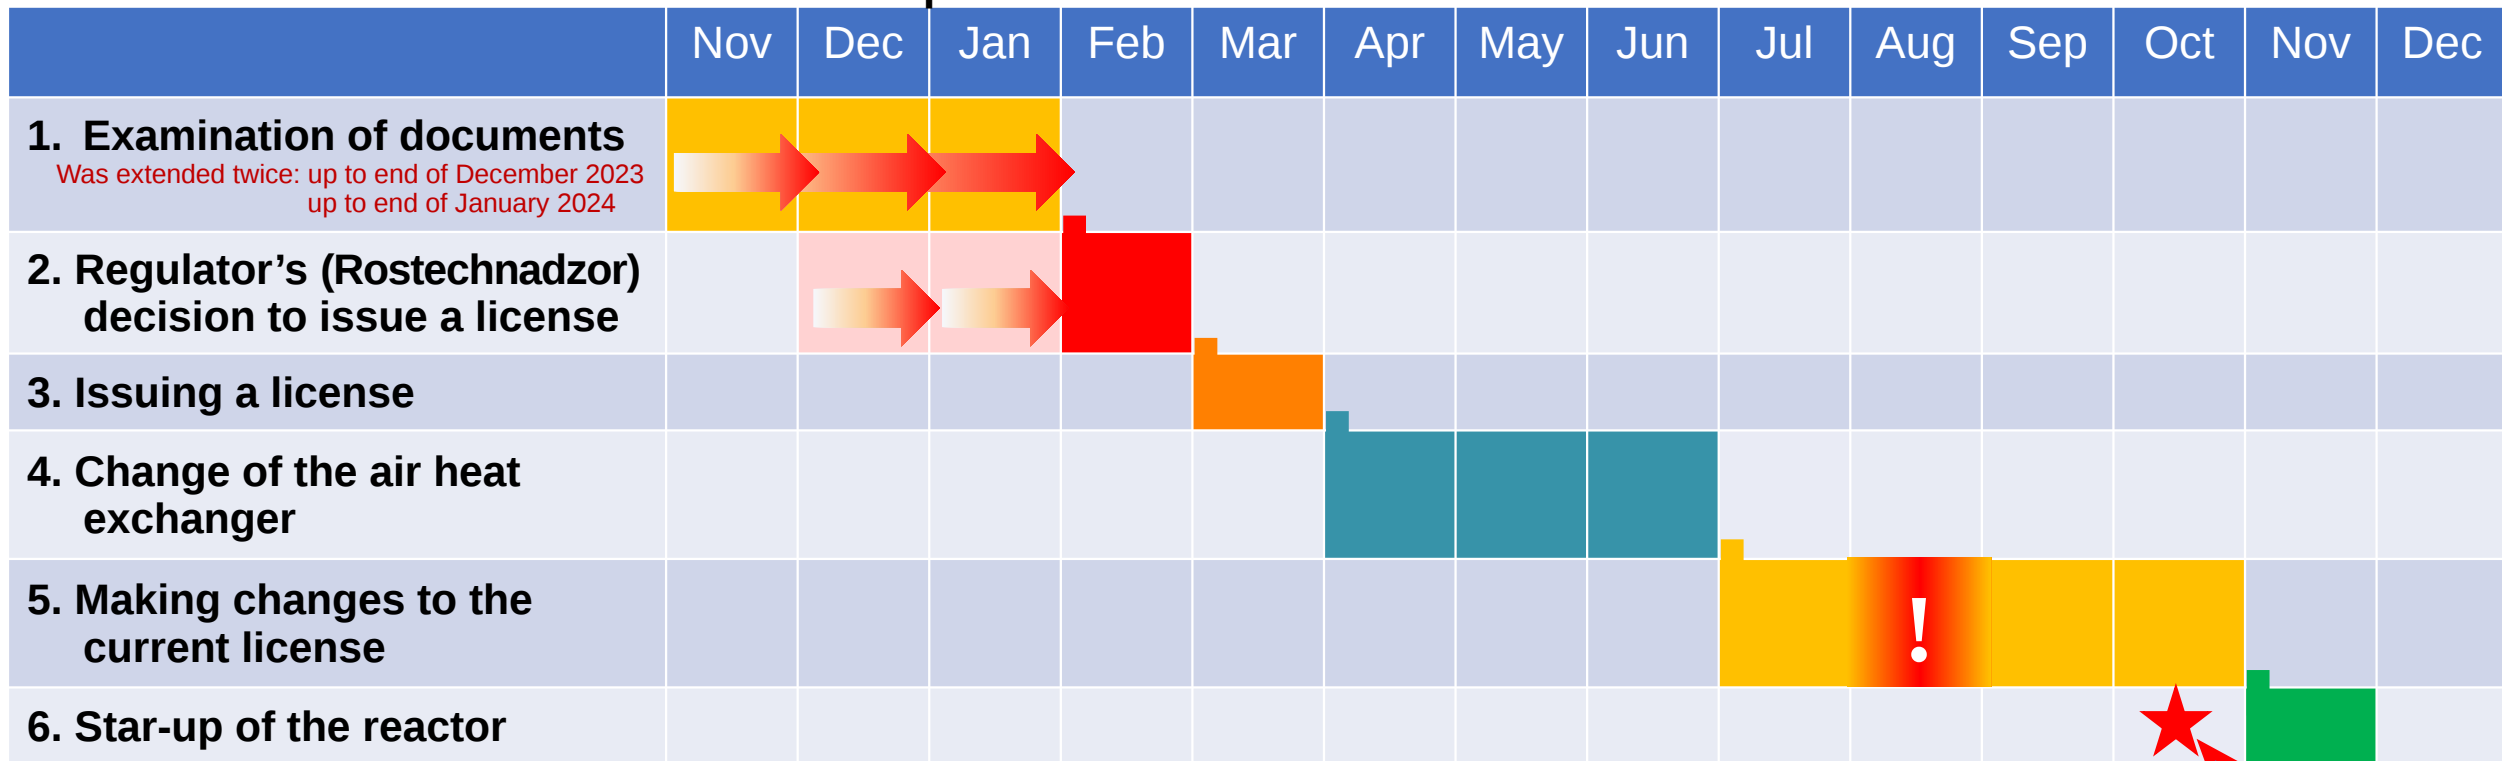 Nov Dec Jan Feb Mar Apr May Jun Jul Aug Sep Oct Nov Dec
1. Examination of documents
Was extended twice: up to end of December 2023
up to end of January 2024
2. Regulator’s (Rostechnadzor)
decision to issue a license
3. Issuing a license
4. Change of the air heat
exchanger
5. Making changes to the
current license
!
6. Star-up of the reactor